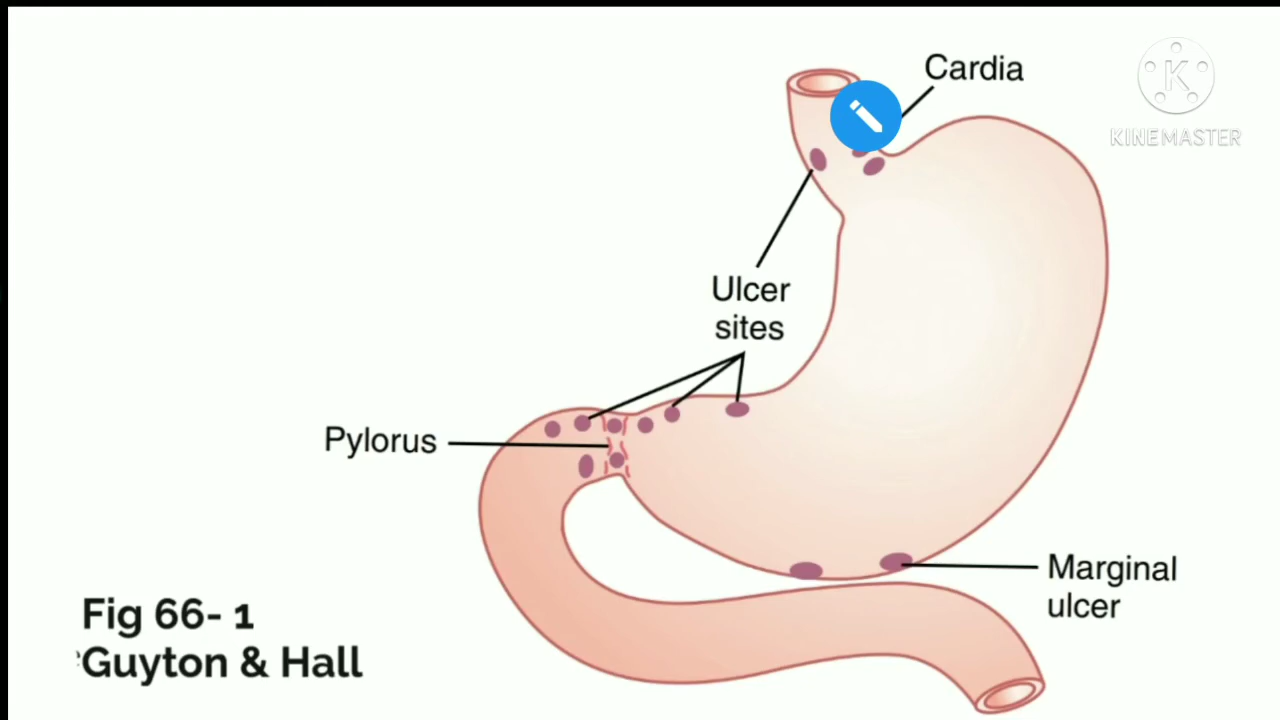 Cardia
K
KINEMASTER
Ulcer
sites
Pylorus
Marginal
ulcer
Fig 66- 1
Guyton & Hall